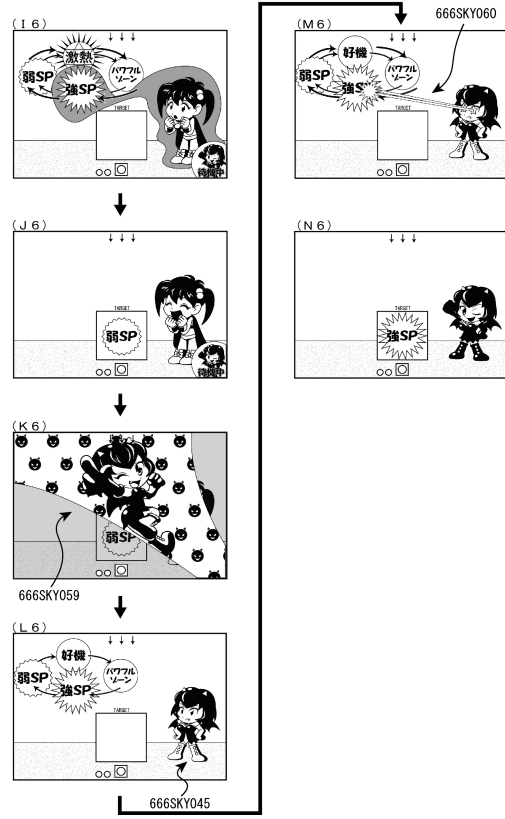 (I6)
↓↓↓
激熱
弱SP
パワフル
ゾーン
強SP
TARGET
待機中
(J6)
↓↓↓
TARGET
弱SP
待機中
(K6)
弱SP
666SKY059
(L6)
↓↓↓
好機
弱SP
パワフル
ゾーン
強SP
TARGET
666SKY045
(M6)
666SKY060
↓↓↓
好機
弱SP
パワフル
ゾーン
強S
TARGET
(N6)
↓↓↓
TARGET
強SP